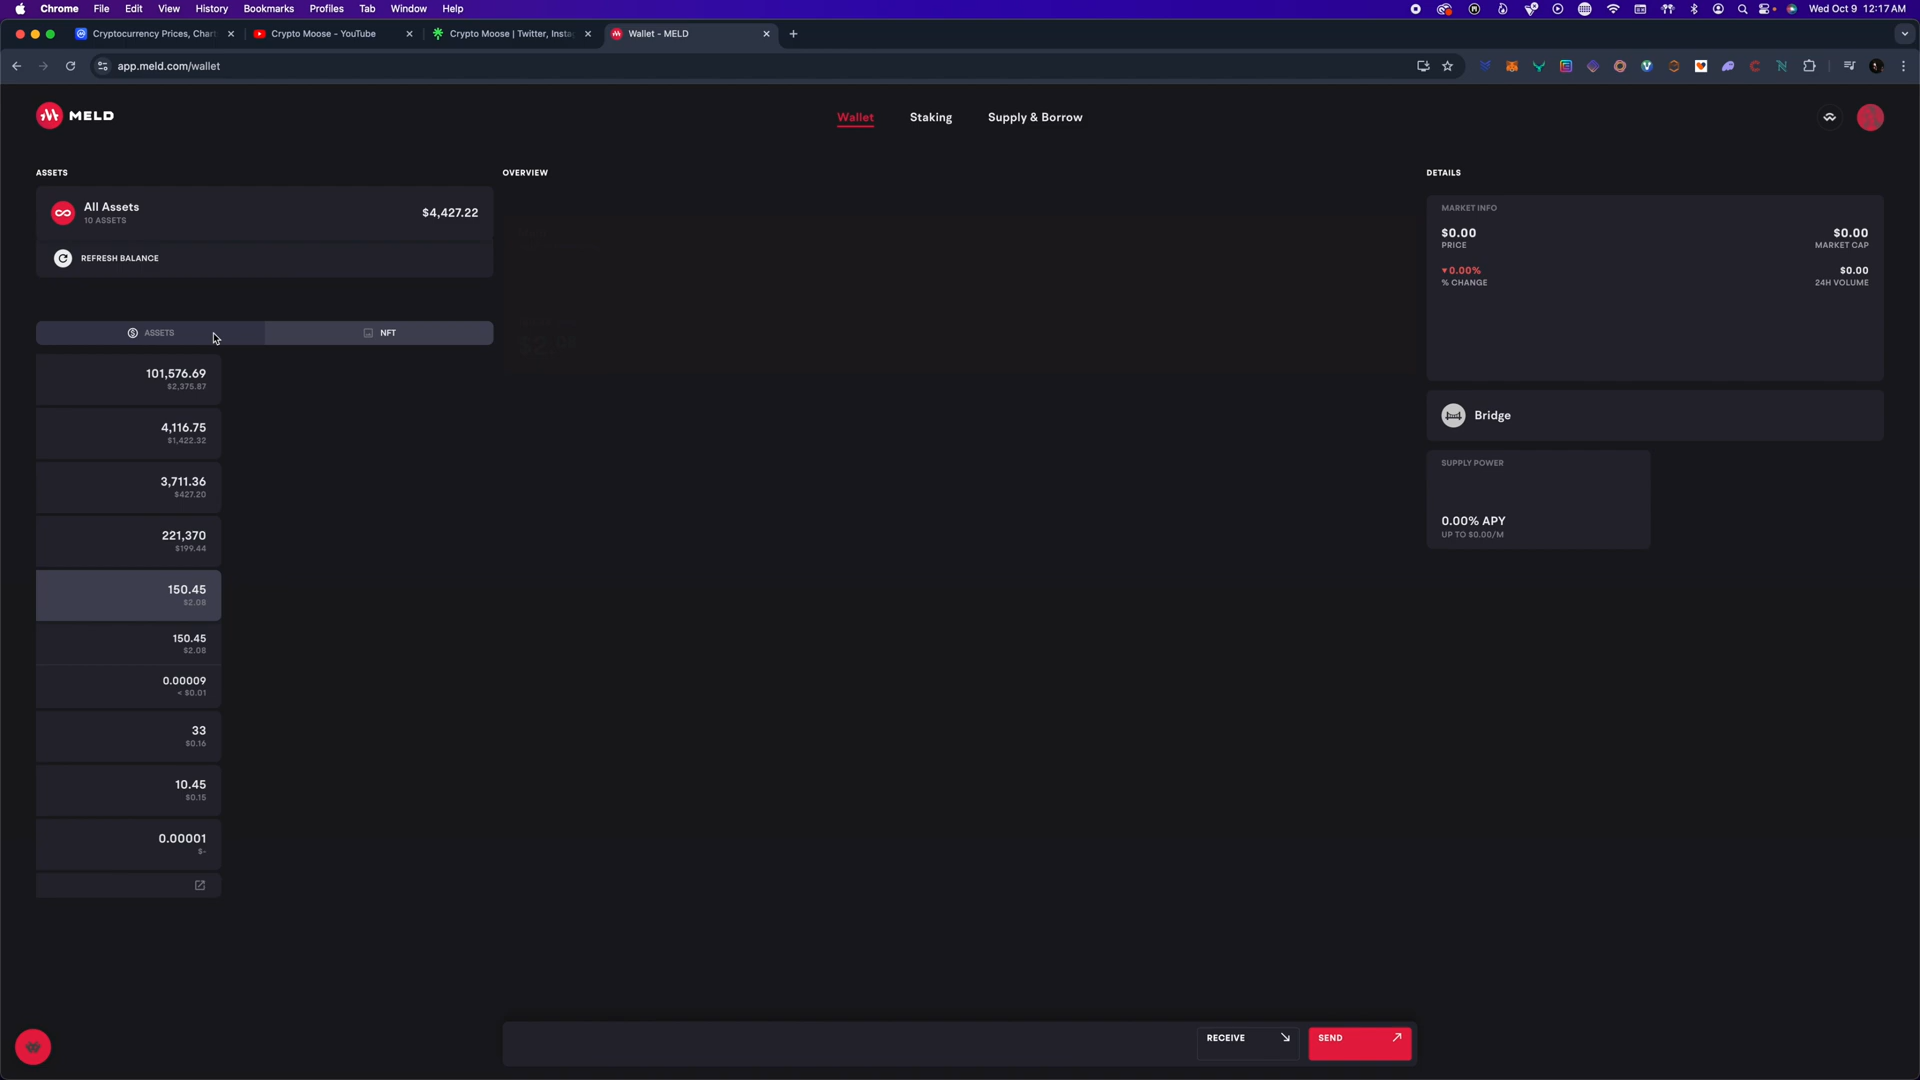 Chrome File Edit View History Bookmarks Profiles Tab Window Help
Wed Oct 9 12:17 AM
Cryptocurrency Prices, Char
Crypto Moose - YouTube
Crypto Moose | Twitter, Insta
Wallet - MELD
app.meld.com/wallet
MELD
Wallet
Staking
Supply & Borrow
ASSETS
OVERVIEW
DETAILS
All Assets
10 ASSETS
$4,427.22
REFRESH BALANCE
ASSETS
NFT
101,576.69
$2,375.87
4,116.75
$1,422.32
3,711.36
$427.20
221,370
$199.44
150.45
$2.08
150.45
$2.08
0.00009
< $0.01
33
$0.16
10.45
$0.15
0.00001
$-
MARKET INFO
$0.00
PRICE
$0.00
MARKET CAP
▾0.00%
% CHANGE
$0.00
24H VOLUME
Bridge
SUPPLY POWER
0.00% APY
UP TO $0.00/M
RECEIVE
SEND